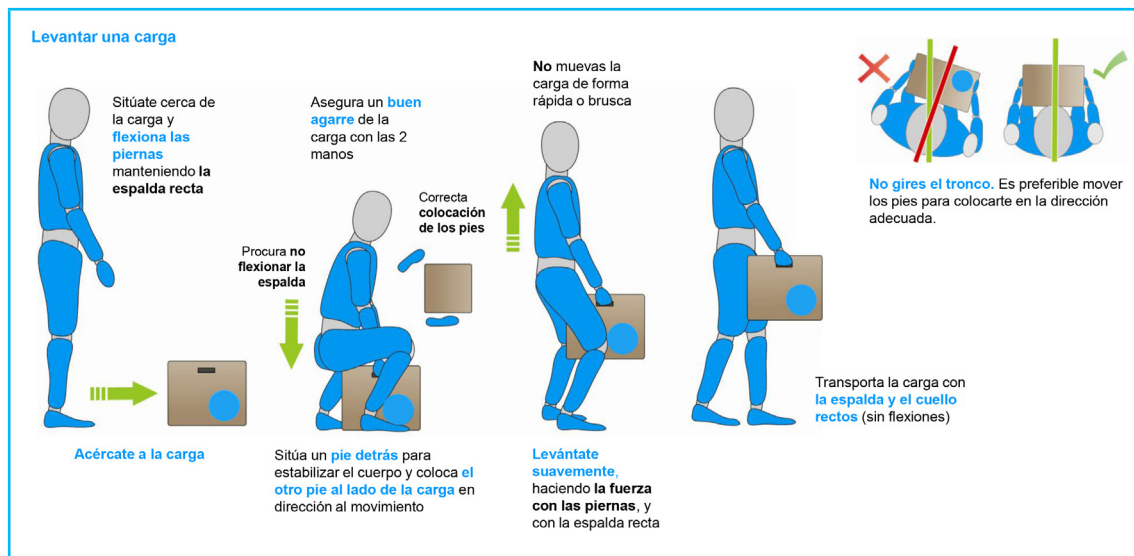 Levantar una carga
Sitúate cerca de
la carga y
flexiona las
piernas
manteniendo la
espalda recta
Acércate a la carga
Procura no
flexionar la
espalda
Asegura un buen
agarre de la
carga con las 2
manos
Correcta
colocación
de los pies
Sitúa un pie detrás para
estabilizar el cuerpo y coloca el
otro pie al lado de la carga en
dirección al movimiento
No muevas la
carga de forma
rápida o brusca
Levántate
suavemente,
haciendo la fuerza
con las piernas, y
con la espalda recta
Transporta la carga con
la espalda y el cuello
rectos (sin flexiones)
No gires el tronco. Es preferible mover
los pies para colocarte en la dirección
adecuada.